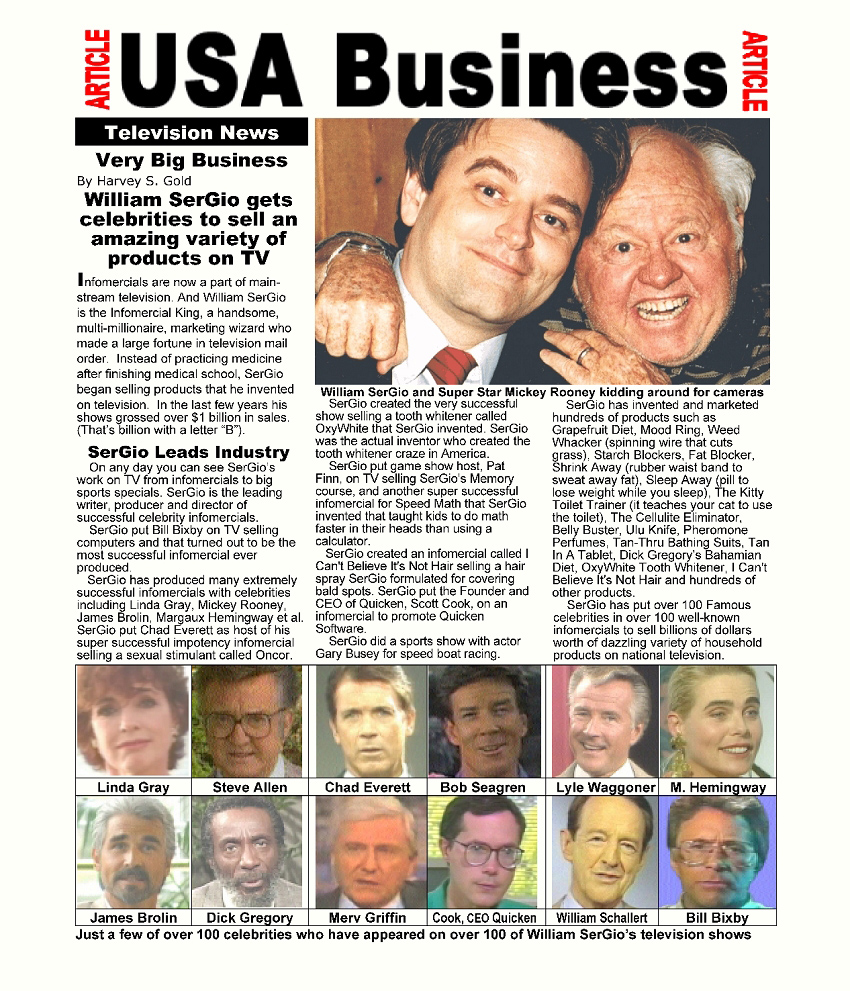 ARTICLE
USA Business
ARTICLE
Television News
Very Big Business
By Harvey S. Gold
William SerGio gets
celebrities to sell an
amazing variety of
products on TV
Infomercials are now a part of main-
stream television. And William SerGio
is the Infomercial King, a handsome,
multi-millionaire, marketing wizard who
made a large fortune in television mail
order. Instead of practicing medicine
after finishing medical school, SerGio
began selling products that he invented
on television. In the last few years his
shows grossed over $1 billion in sales.
(That's billion with a letter “B”).
SerGio Leads Industry
On any day you can see SerGio's
work on TV from infomercials to big
sports specials. SerGio is the leading
writer, producer and director of
successful celebrity infomercials.
SerGio put Bill Bixby on TV selling
computers and that turned out to be the
most successful infomercial ever
produced.
SerGio has produced many extremely
successful infomercials with celebrities
including Linda Gray, Mickey Rooney,
James Brolin, Margaux Hemingway et al.
SerGio put Chad Everett as host of his
super successful impotency infomercial
selling a sexual stimulant called Oncor.
William SerGio and Super Star Mickey Rooney kidding around for cameras
SerGio created the very successful
show selling a tooth whitener called
OxyWhite that SerGio invented. SerGio
was the actual inventor who created the
tooth whitener craze in America.
SerGio put game show host, Pat
Finn, on TV selling SerGio's Memory
course, and another super successful
infomercial for Speed Math that SerGio
invented that taught kids to do math
faster in their heads than using a
calculator.
SerGio created an infomercial called I
Can't Believe It's Not Hair selling a hair
spray SerGio formulated for covering
bald spots. SerGio put the Founder and
CEO of Quicken, Scott Cook, on an
infomercial to promote Quicken
Software.
SerGio did a sports show with actor
Gary Busey for speed boat racing.
SerGio has invented and marketed
hundreds of products such as
Grapefruit Diet, Mood Ring, Weed
Whacker (spinning wire that cuts
grass), Starch Blockers, Fat Blocker,
Shrink Away (rubber waist band to
sweat away fat), Sleep Away (pill to
lose weight while you sleep), The Kitty
Toilet Trainer (it teaches your cat to use
the toilet), The Cellulite Eliminator,
Belly Buster, Ulu Knife, Pheromone
Perfumes, Tan-Thru Bathing Suits, Tan
In A Tablet, Dick Gregory's Bahamian
Diet, OxyWhite Tooth Whitener, I Can't
Believe It's Not Hair and hundreds of
other products.
SerGio has put over 100 Famous
celebrities in over 100 well-known
infomercials to sell billions of dollars
worth of dazzling variety of household
products on national television.
Linda Gray
Steve Allen
Chad Everett
Bob Seagren
Lyle Waggoner
M. Hemingway
James Brolin
Dick Gregory
Merv Griffin
Cook, CEO Quicken
William Schallert
Bill Bixby
Just a few of over 100 celebrities who have appeared on over 100 of William SerGio's television shows